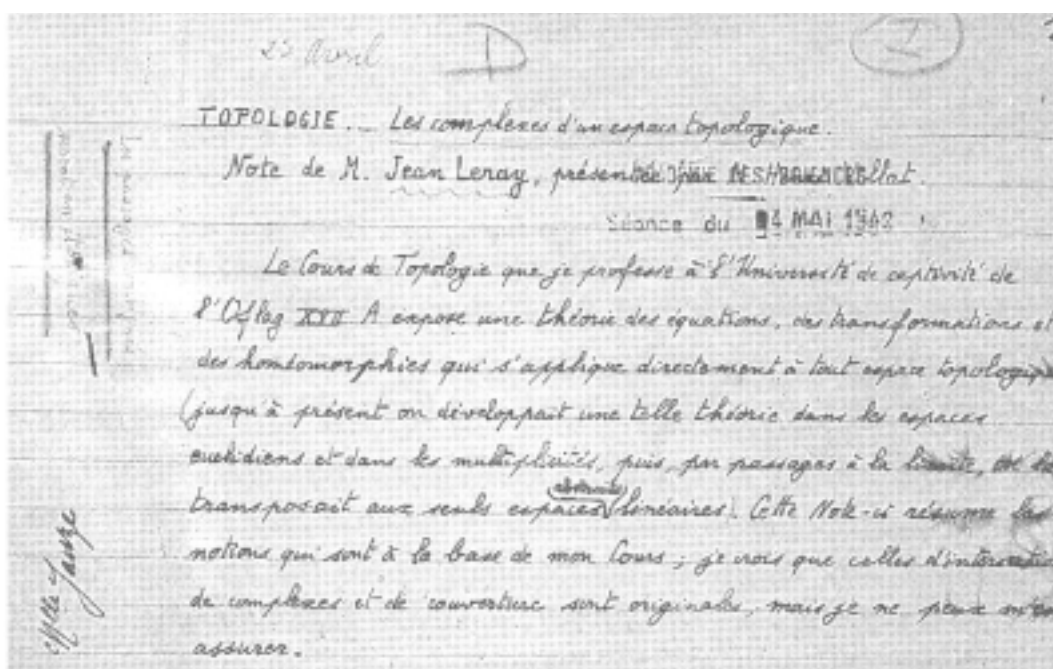 23 Avril D I
TOPOLOGIE. _ Les complexes d'un espace topologique.
Note de M. Jean Leray, présentée par
Séance du 4 MAI 1942
Le Cours de Topologie que je professe à l'Université de captivité de
l'Oflag XVII A expose une théorie des équations, des transformations et
des homéomorphies qui s'applique directement à tout espace topologique
(jusqu'à présent on développait une telle théorie dans les espaces
euclidiens et dans les multiplicités, puis, par passages à la limite, on la
transposait aux seuls espaces abstraits linéaires). Cette Note-ci résume les
notions qui sont à la base de mon Cours ; je crois que celles d'intersection
de complexes et de couverture sont originales, mais je ne peux m'en
assurer.
Melle